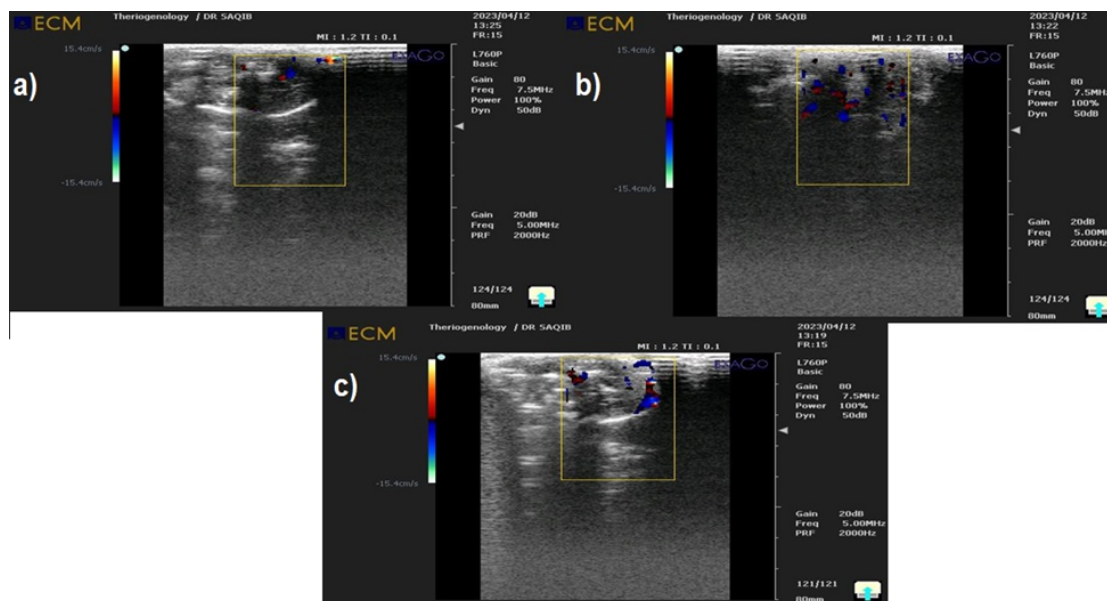 a)
ECM
Theriogenology / DR SAQIB
2023/04/12
13:25
FR:15
MI : 1.2 TI : 0.1
15.4cm/s
-15.4cm/s
EXAGO
L760P
Basic
Gain 80
Freq 7.5MHz
Power 100%
Dyn 50dB
Gain 20dB
Freq 5.00MHz
PRF 2000Hz
124/124
80mm
b)
ECM
Theriogenology / DR SAQIB
2023/04/12
13:22
FR:15
MI : 1.2 TI : 0.1
15.4cm/s
-15.4cm/s
EXAGO
L760P
Basic
Gain 80
Freq 7.5MHz
Power 100%
Dyn 50dB
Gain 20dB
Freq 5.00MHz
PRF 2000Hz
124/124
80mm
c)
ECM
Theriogenology / DR SAQIB
2023/04/12
13:19
FR:15
MI : 1.2 TI : 0.1
15.4cm/s
-15.4cm/s
EXAGO
L760P
Basic
Gain 80
Freq 7.5MHz
Power 100%
Dyn 50dB
Gain 20dB
Freq 5.00MHz
PRF 2000Hz
121/121
80mm